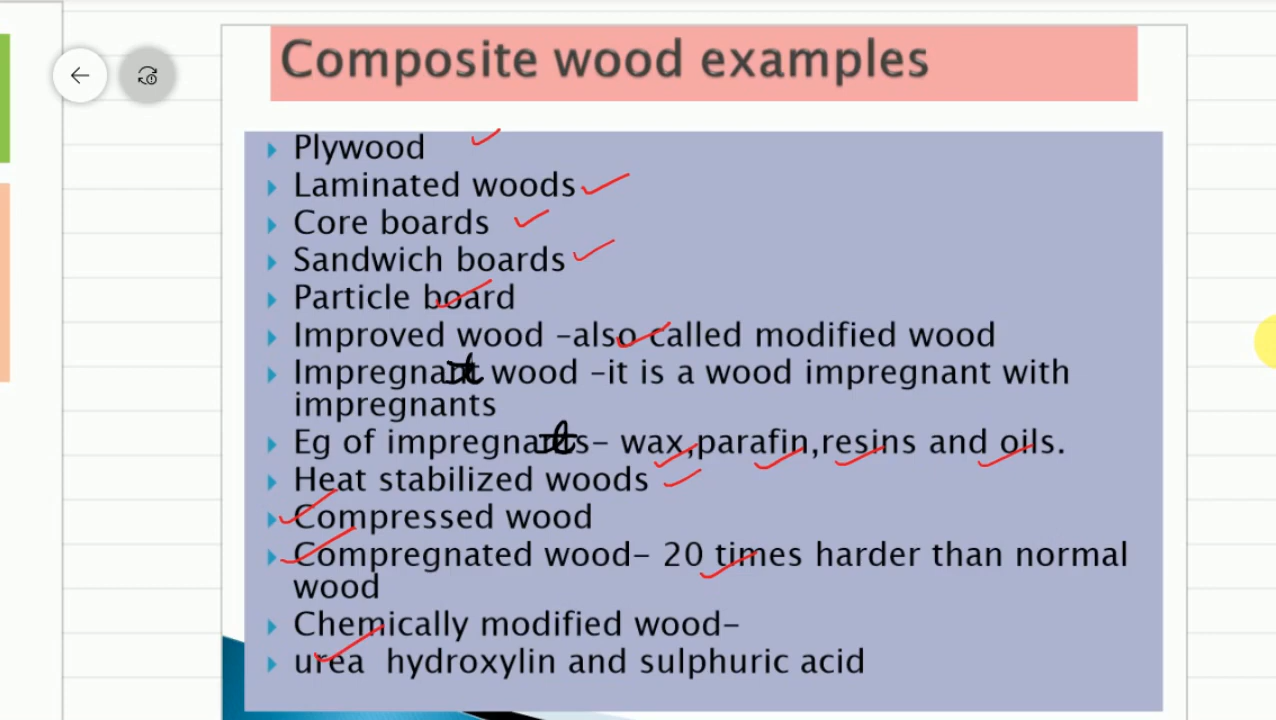 Composite wood examples
Plywood
Laminated woods
Core boards
Sandwich boards
Particle board
Improved wood –also called modified wood
Impregnant wood –it is a wood impregnant with
impregnants
Eg of impregnants– wax,parafin,resins and oils.
Heat stabilized woods
Compressed wood
Compregnated wood– 20 times harder than normal
wood
Chemically modified wood–
urea hydroxylin and sulphuric acid